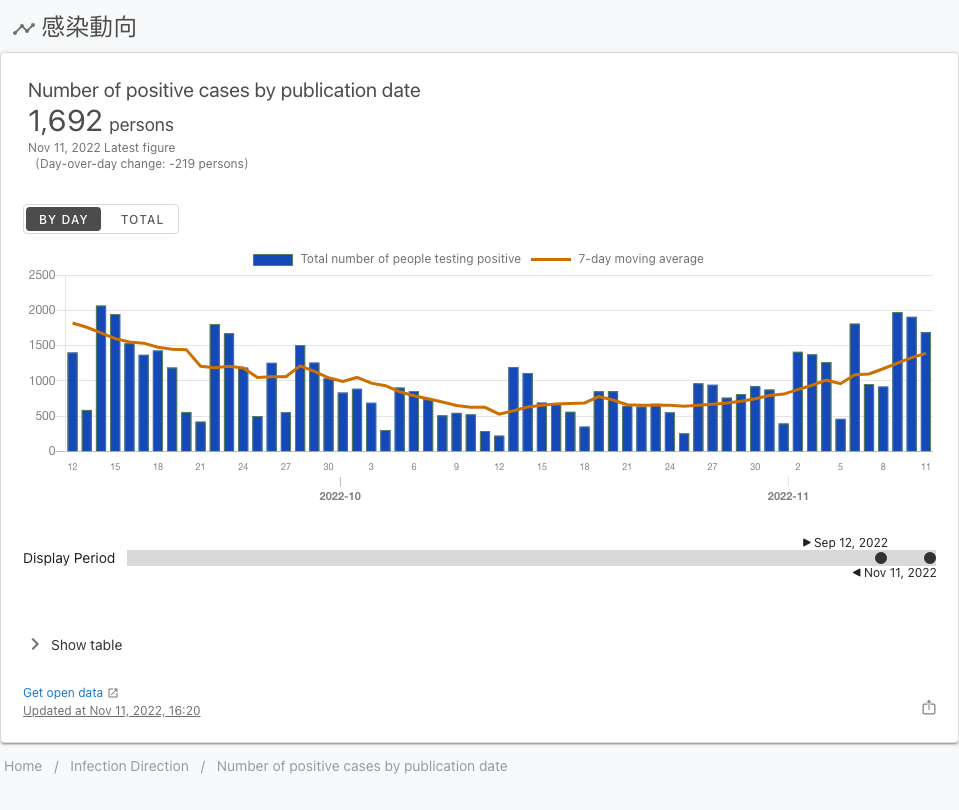 感染動向
Number of positive cases by publication date
1,692 persons
Nov 11, 2022 Latest figure
(Day-over-day change: -219 persons)
BY DAY TOTAL
Total number of people testing positive 7-day moving average
2500
2000
1500
1000
500
0
12 15 18 21 24 27 30 3 6 9 12 15 18 21 24 27 30 2 5 8 11
2022-10 2022-11
Sep 12, 2022
Display Period
Nov 11, 2022
Show table
Get open data
Updated at Nov 11, 2022, 16:20
Home / Infection Direction / Number of positive cases by publication date